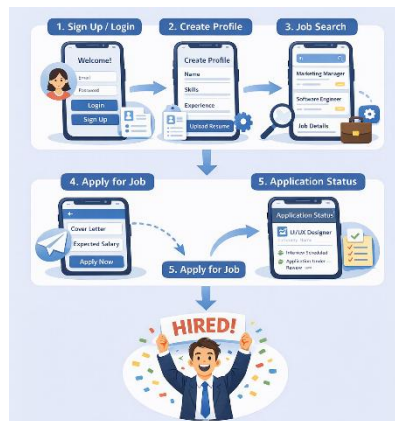 1. Sign Up / Login
2. Create Profile
3. Job Search
Welcome!
Email
Password
Login
Sign Up
Create Profile
Name
Skills
Experience
Upload Resume
Marketing Manager
Software Engineer
Job Details
4. Apply for Job
5. Application Status
Cover Letter
Expected Salary
Apply Now
5. Apply for Job
Application Status
UI/UX Designer
Interview Scheduled
HIRED!